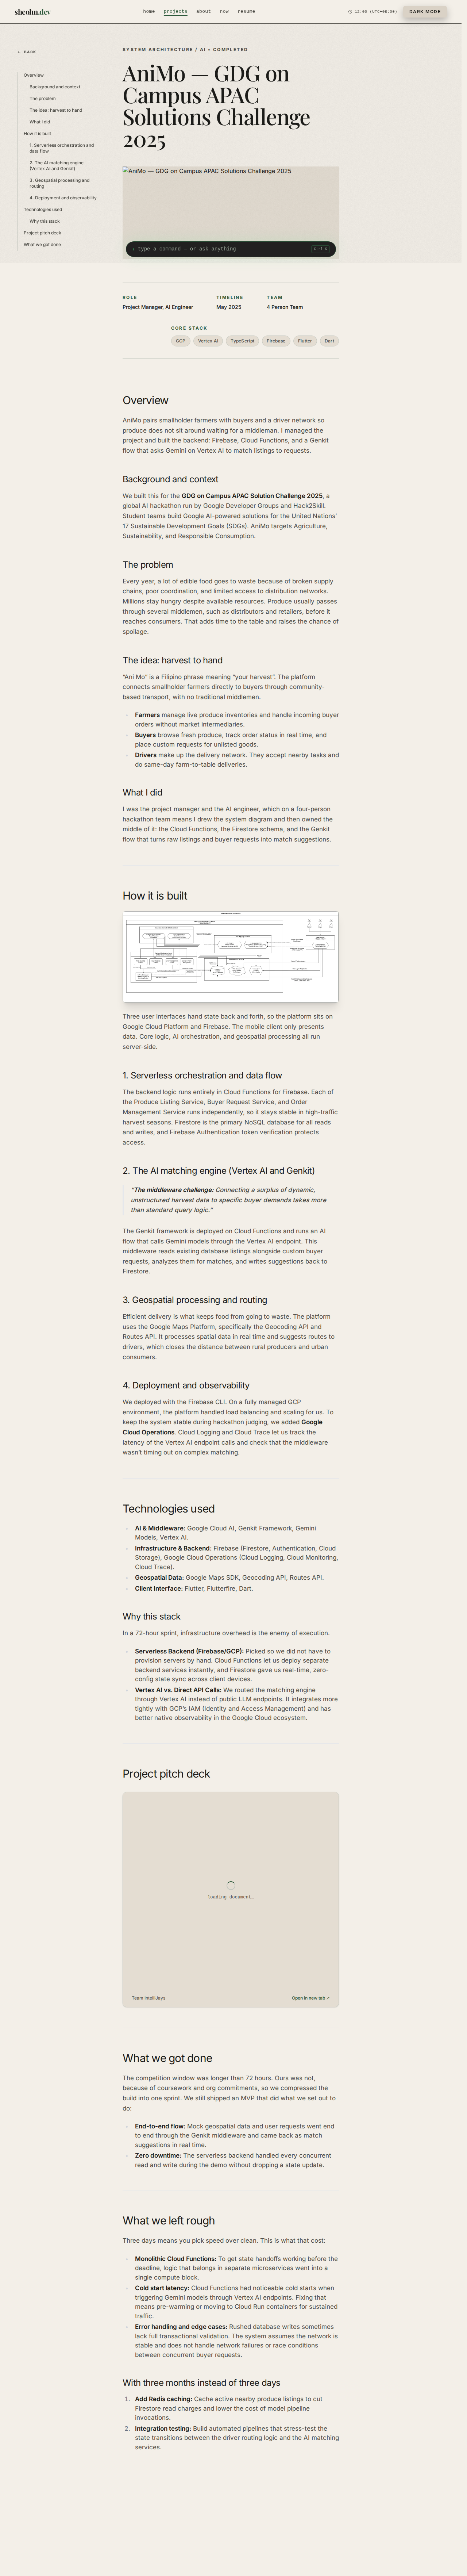 sheohn.dev
home projects about now resume
DARK MODE
← BACK
Overview
Background and context
The problem
The idea: harvest to hand
What I did
How it is built
1. Serverless orchestration and
data flow
2. The AI matching engine
(Vertex AI and Genkit)
3. Geospatial processing and
routing
4. Deployment and observability
Technologies used
Why this stack
Project pitch deck
What we got done
SYSTEM ARCHITECTURE / AI • COMPLETED
AniMo — GDG on
Campus APAC
Solutions Challenge
2025
AniMo — GDG on Campus APAC Solutions Challenge 2025
type a command — or ask anything
ROLE
Project Manager, AI Engineer
TIMELINE
May 2025
TEAM
4 Person Team
CORE STACK
GCP Vertex AI TypeScript Firebase Flutter Dart
Overview
AniMo pairs smallholder farmers with buyers and a driver network so
produce does not sit around waiting for a middleman. I managed the
project and built the backend: Firebase, Cloud Functions, and a Genkit
flow that asks Gemini on Vertex AI to match listings to requests.
Background and context
We built this for the GDG on Campus APAC Solution Challenge 2025, a
global AI hackathon run by Google Developer Groups and Hack2Skill.
Student teams build Google AI-powered solutions for the United Nations'
17 Sustainable Development Goals (SDGs). AniMo targets Agriculture,
Sustainability, and Responsible Consumption.
The problem
Every year, a lot of edible food goes to waste because of broken supply
chains, poor coordination, and limited access to distribution networks.
Millions stay hungry despite available resources. Produce usually passes
through several middlemen, such as distributors and retailers, before it
reaches consumers. That adds time to the table and raises the chance of
spoilage.
The idea: harvest to hand
"Ani Mo" is a Filipino phrase meaning "your harvest". The platform
connects smallholder farmers directly to buyers through community-
based transport, with no traditional middlemen.
Farmers manage live produce inventories and handle incoming buyer
orders without market intermediaries.
Buyers browse fresh produce, track order status in real time, and
place custom requests for unlisted goods.
Drivers make up the delivery network. They accept nearby tasks and
do same-day farm-to-table deliveries.
What I did
I was the project manager and the AI engineer, which on a four-person
hackathon team means I drew the system diagram and then owned the
middle of it: the Cloud Functions, the Firestore schema, and the Genkit
flow that turns raw listings and buyer requests into match suggestions.
How it is built
Three user interfaces hand state back and forth, so the platform sits on
Google Cloud Platform and Firebase. The mobile client only presents
data. Core logic, AI orchestration, and geospatial processing all run
server-side.
1. Serverless orchestration and data flow
The backend logic runs entirely in Cloud Functions for Firebase. Each of
the Produce Listing Service, Buyer Request Service, and Order
Management Service runs independently, so it stays stable in high-traffic
harvest seasons. Firestore is the primary NoSQL database for all reads
and writes, and Firebase Authentication token verification protects
access.
2. The AI matching engine (Vertex AI and Genkit)
"The middleware challenge: Connecting a surplus of dynamic,
unstructured harvest data to specific buyer demands takes more
than standard query logic."
The Genkit framework is deployed on Cloud Functions and runs an AI
flow that calls Gemini models through the Vertex AI endpoint. This
middleware reads existing database listings alongside custom buyer
requests, analyzes them for matches, and writes suggestions back to
Firestore.
3. Geospatial processing and routing
Efficient delivery is what keeps food from going to waste. The platform
uses the Google Maps Platform, specifically the Geocoding API and
Routes API. It processes spatial data in real time and suggests routes to
drivers, which closes the distance between rural producers and urban
consumers.
4. Deployment and observability
We deployed with the Firebase CLI. On a fully managed GCP
environment, the platform handled load balancing and scaling for us. To
keep the system stable during hackathon judging, we added Google
Cloud Operations. Cloud Logging and Cloud Trace let us track the
latency of the Vertex AI endpoint calls and check that the middleware
wasn't timing out on complex matching.
Technologies used
AI & Middleware: Google Cloud AI, Genkit Framework, Gemini
Models, Vertex AI.
Infrastructure & Backend: Firebase (Firestore, Authentication, Cloud
Storage), Google Cloud Operations (Cloud Logging, Cloud Monitoring,
Cloud Trace).
Geospatial Data: Google Maps SDK, Geocoding API, Routes API.
Client Interface: Flutter, Flutterfire, Dart.
Why this stack
In a 72-hour sprint, infrastructure overhead is the enemy of execution.
Serverless Backend (Firebase/GCP): Picked so we did not have to
provision servers by hand. Cloud Functions let us deploy separate
backend services instantly, and Firestore gave us real-time, zero-
config state sync across client devices.
Vertex AI vs. Direct API Calls: We routed the matching engine
through Vertex AI instead of public LLM endpoints. It integrates more
tightly with GCP's IAM (Identity and Access Management) and has
better native observability in the Google Cloud ecosystem.
Project pitch deck
loading document…
Team IntelliJays
Open in new tab ↗
What we got done
The competition window was longer than 72 hours. Ours was not,
because of coursework and org commitments, so we compressed the
build into one sprint. We still shipped an MVP that did what we set out to
do:
End-to-end flow: Mock geospatial data and user requests went end
to end through the Genkit middleware and came back as match
suggestions in real time.
Zero downtime: The serverless backend handled every concurrent
read and write during the demo without dropping a state update.
What we left rough
Three days means you pick speed over clean. This is what that cost:
Monolithic Cloud Functions: To get state handoffs working before the
deadline, logic that belongs in separate microservices went into a
single compute block.
Cold start latency: Cloud Functions had noticeable cold starts when
triggering Gemini models through Vertex AI endpoints. Fixing that
means pre-warming or moving to Cloud Run containers for sustained
traffic.
Error handling and edge cases: Rushed database writes sometimes
lack full transactional validation. The system assumes the network is
stable and does not handle network failures or race conditions
between concurrent buyer requests.
With three months instead of three days
1. Add Redis caching: Cache active nearby produce listings to cut
Firestore read charges and lower the cost of model pipeline
invocations.
2. Integration testing: Build automated pipelines that stress-test the
state transitions between the driver routing logic and the AI matching
services.